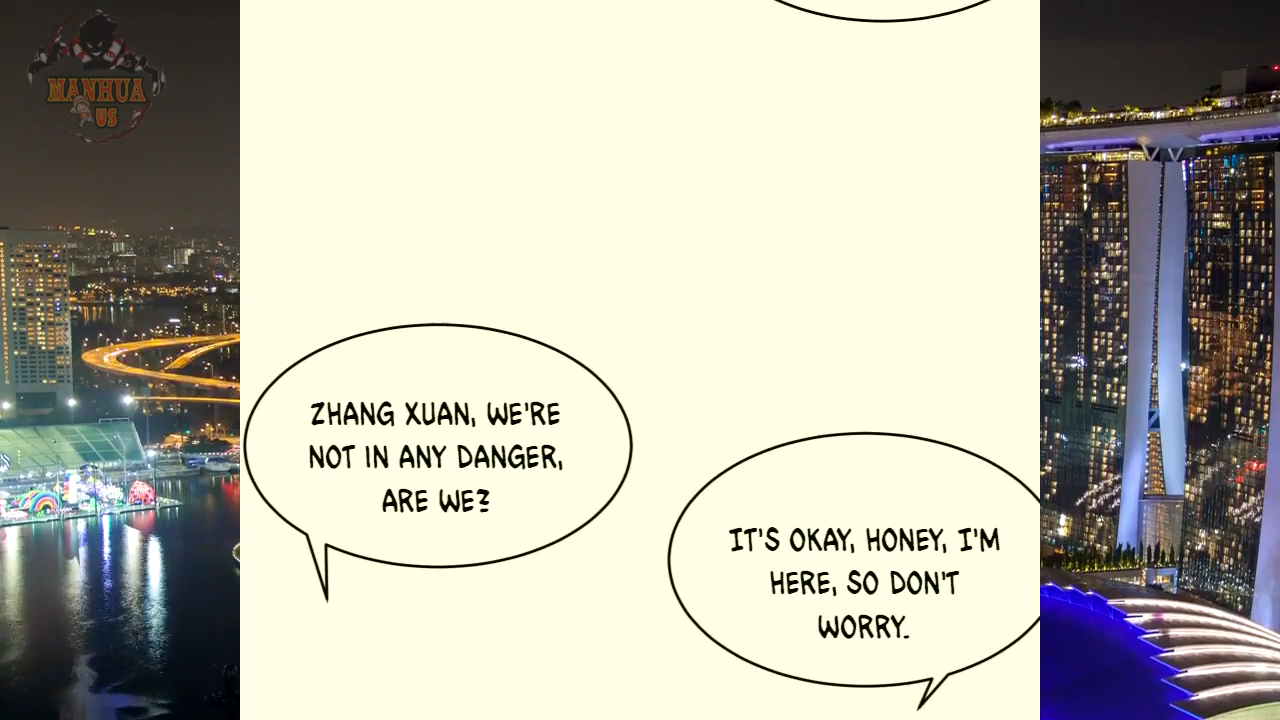 MANHUA
US
ZHANG XUAN, WE'RE
NOT IN ANY DANGER,
ARE WE?
IT'S OKAY, HONEY, I'M
HERE, SO DON'T
WORRY.